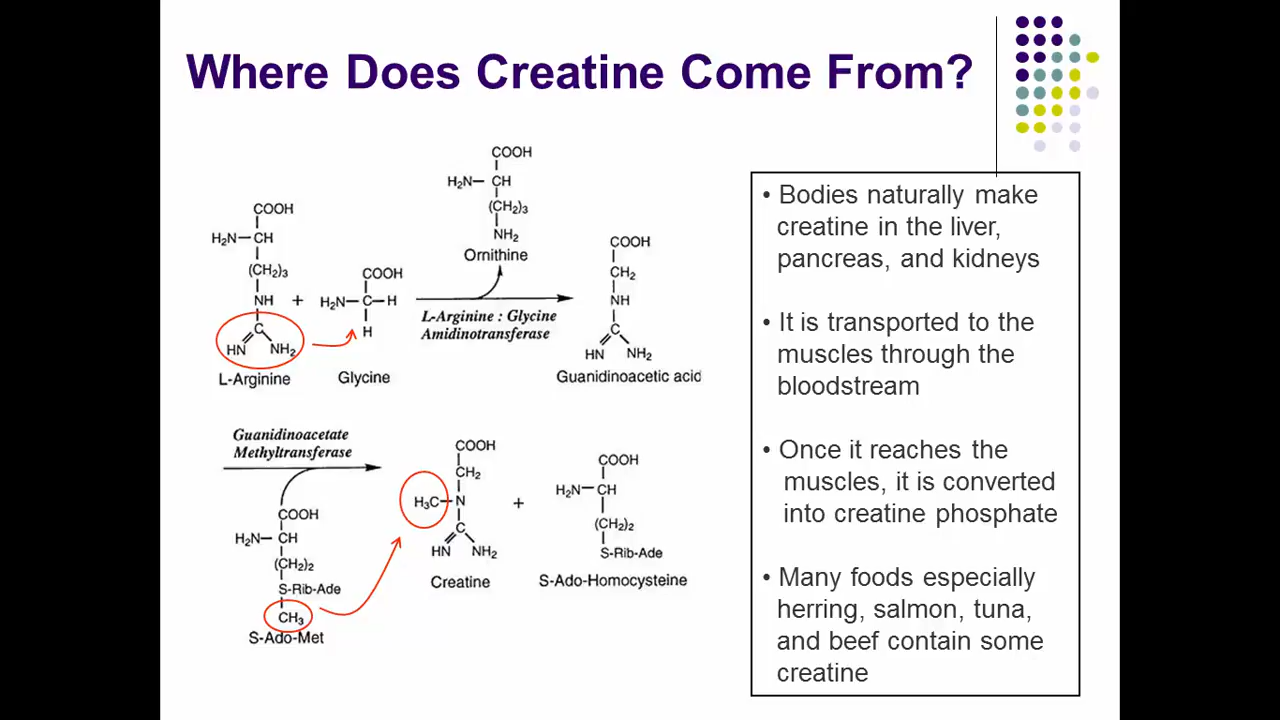 Where Does Creatine Come From?
COOH
H₂N–CH
(CH₂)₃
NH
C
HN NH₂
L-Arginine
+
COOH
H₂N–C–H
H
Glycine
COOH
H₂N–CH
(CH₂)₃
NH₂
Ornithine
L-Arginine : Glycine
Amidinotransferase
COOH
CH₂
NH
C
HN NH₂
Guanidinoacetic acid
Guanidinoacetate
Methyltransferase
COOH
H₂N–CH
(CH₂)₂
S-Rib-Ade
CH₃
S-Ado-Met
COOH
CH₂
H₃C–N
C
HN NH₂
Creatine
+
COOH
H₂N–CH
(CH₂)₂
S-Rib-Ade
S-Ado-Homocysteine
• Bodies naturally make
creatine in the liver,
pancreas, and kidneys
• It is transported to the
muscles through the
bloodstream
• Once it reaches the
muscles, it is converted
into creatine phosphate
• Many foods especially
herring, salmon, tuna,
and beef contain some
creatine